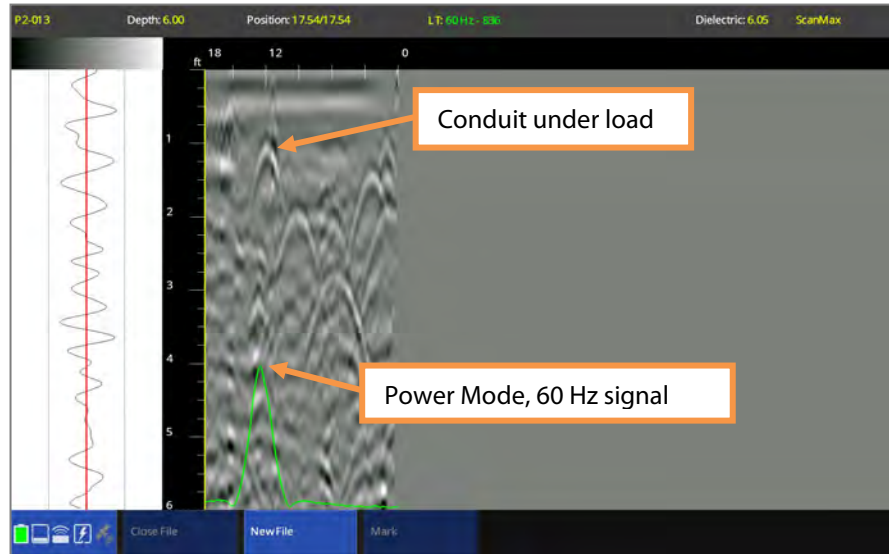 P2-013 Depth: 6.00 Position: 17.54/17.54 LT: 60 Hz - 836 Dielectric: 6.05 ScanMax
ft 18 12 0
Conduit under load
1
2
3
4
Power Mode, 60 Hz signal
5
6
Close File New File Mark